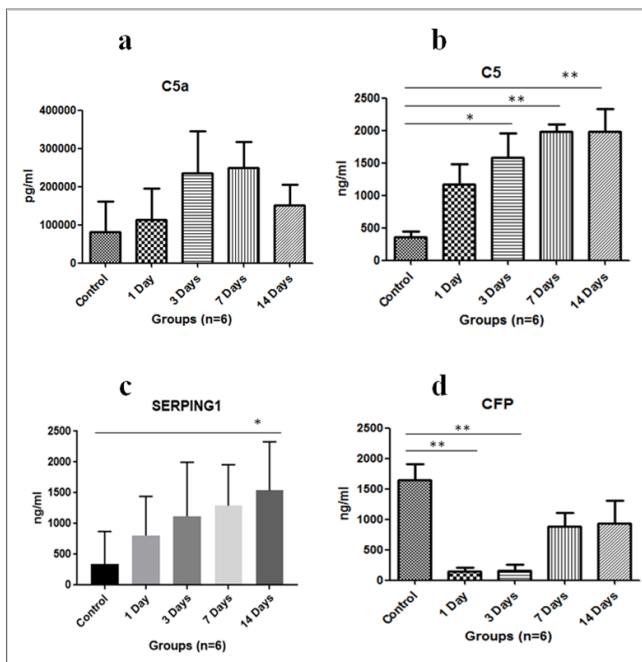 a
C5a
pg/ml
400000
300000
200000
100000
0
Control
1 Day
3 Days
7 Days
14 Days
Groups (n=6)
b
C5
ng/ml
2500
2000
1500
1000
500
0
**
**
*
Control
1 Day
3 Days
7 Days
14 Days
Groups (n=6)
c
SERPING1
ng/ml
2500
2000
1500
1000
500
0
*
Control
1 Day
3 Days
7 Days
14 Days
Groups (n=6)
d
CFP
ng/ml
2500
2000
1500
1000
500
0
**
**
Control
1 Day
3 Days
7 Days
14 Days
Groups (n=6)